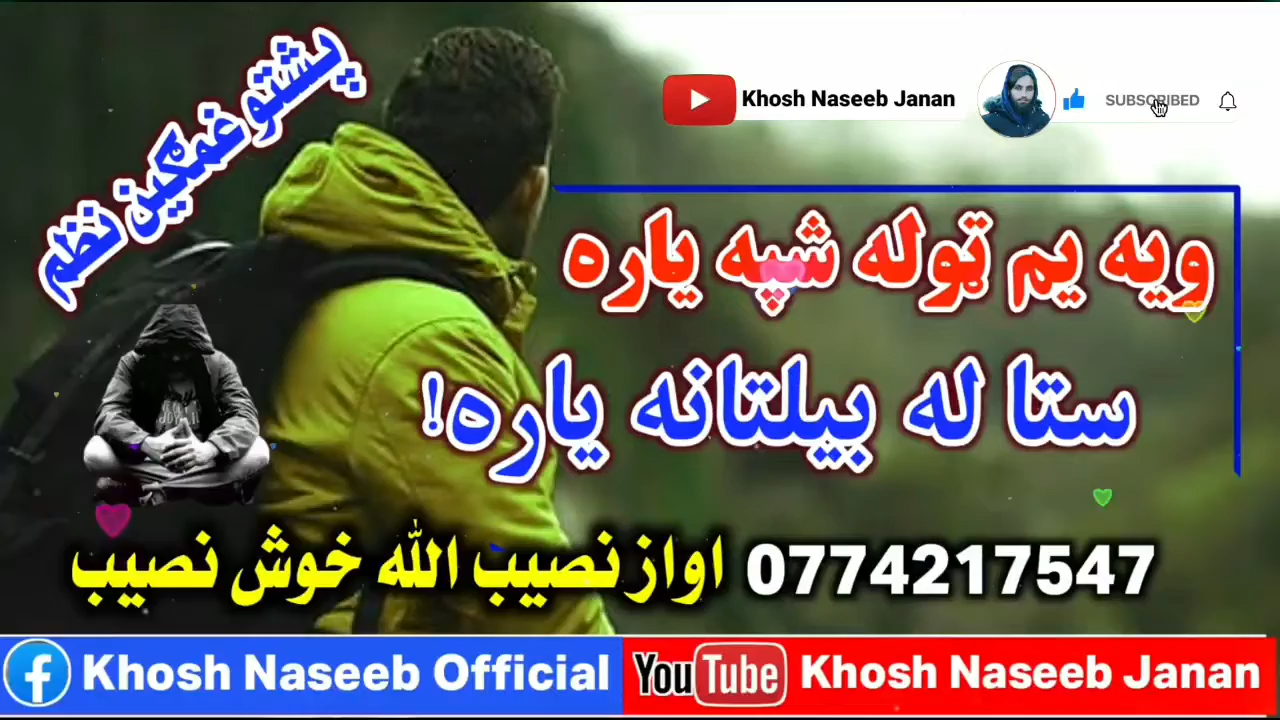 پشتو غمګین نظم
Khosh Naseeb Janan
SUBSCRIBED
ویه یم ټوله شپه یاره
ستا له بیلتانه یاره!
اواز نصیب الله خوش نصیب 0774217547
Khosh Naseeb Official
YouTube Khosh Naseeb Janan